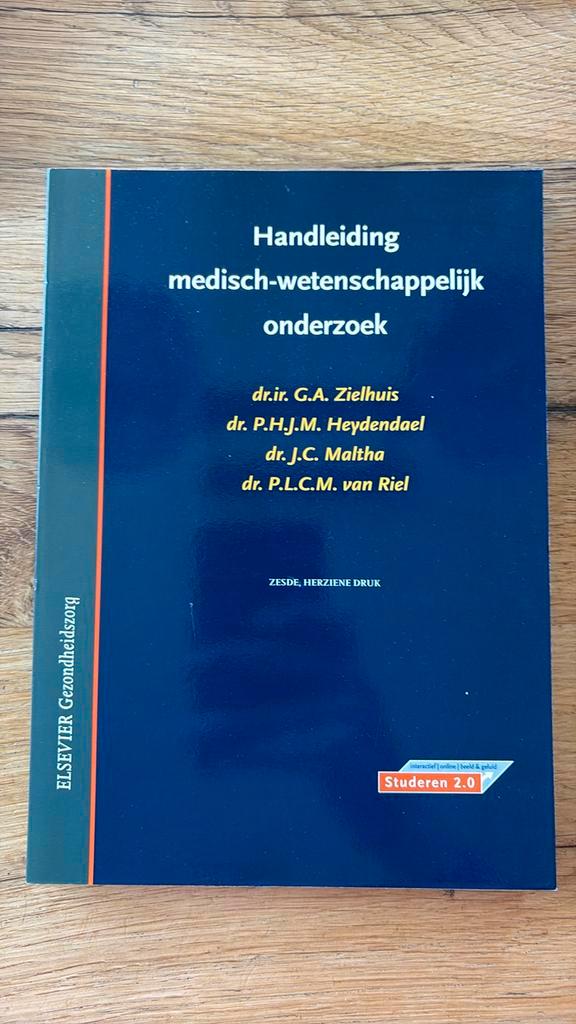 Handleiding
medisch-wetenschappelijk
onderzoek
dr.ir. G.A. Zielhuis
dr. P.H.J.M. Heydendael
dr. J.C. Maltha
dr. P.L.C.M. van Riel
ZESDE, HERZIENE DRUK
ELSEVIER Gezondheidszorg
interactief | online | beeld & geluid
Studeren 2.0